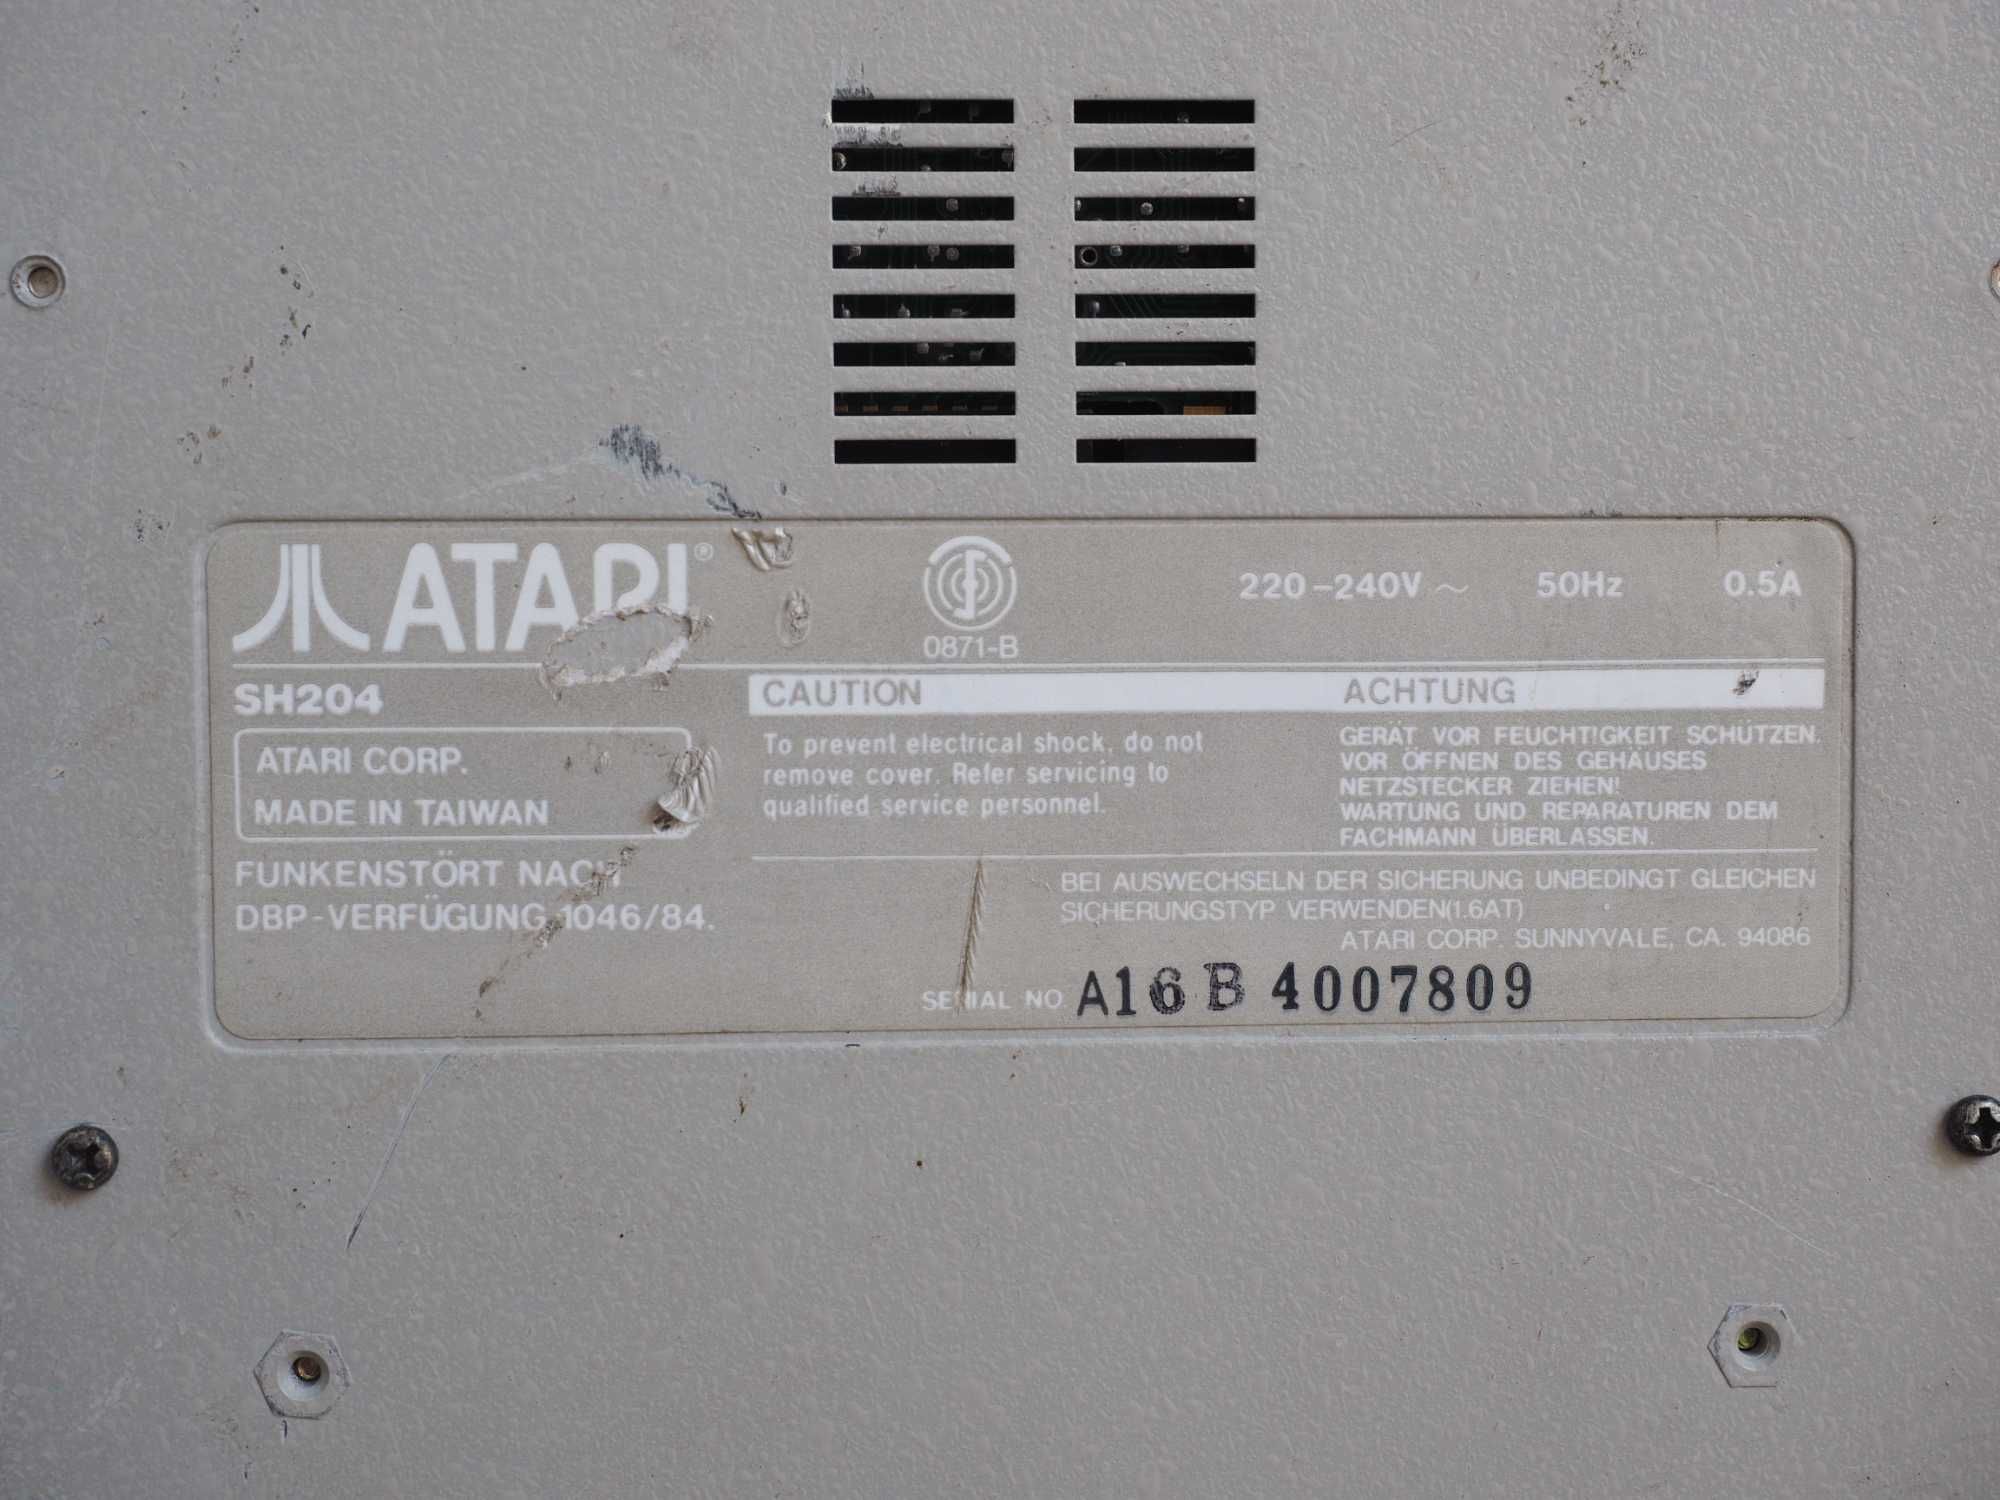 ATARI®
0871-B
220-240V ~ 50Hz 0.5A
SH204
ATARI CORP.
MADE IN TAIWAN
FUNKENSTÖRT NACH
DBP-VERFÜGUNG 1046/84.
CAUTION
To prevent electrical shock, do not
remove cover. Refer servicing to
qualified service personnel.
ACHTUNG
GERÄT VOR FEUCHTIGKEIT SCHÜTZEN.
VOR ÖFFNEN DES GEHÄUSES
NETZSTECKER ZIEHEN!
WARTUNG UND REPARATUREN DEM
FACHMANN ÜBERLASSEN.
BEI AUSWECHSELN DER SICHERUNG UNBEDINGT GLEICHEN
SICHERUNGSTYP VERWENDEN(1.6AT)
ATARI CORP. SUNNYVALE, CA. 94086
SERIAL NO. A16 B 4007809